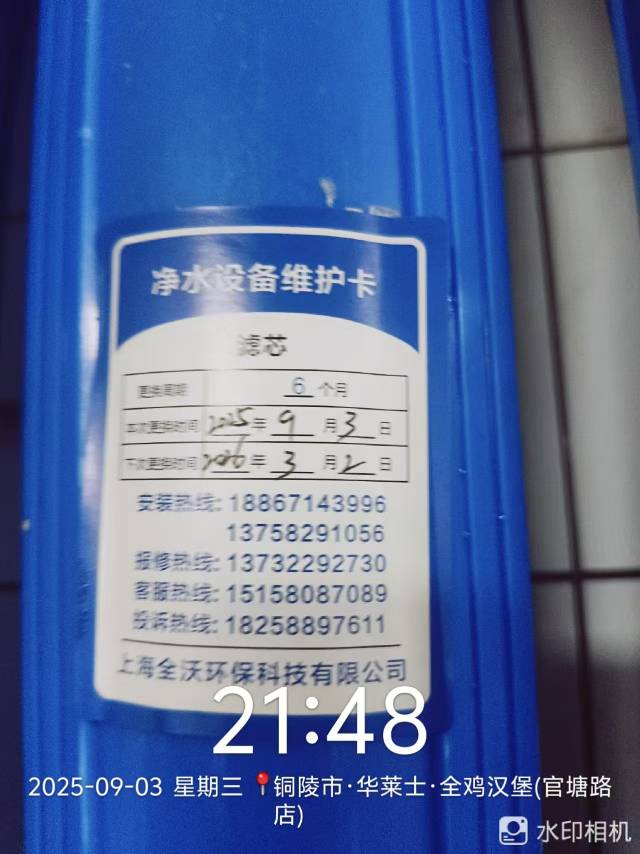 净水设备维护卡
滤芯
更换周期 6 个月
本次更换时间 2025 年 9 月 3 日
下次更换时间 2026 年 3 月 2 日
安装热线: 18867143996
13758291056
报修热线: 13732292730
客服热线: 15158087089
投诉热线: 18258897611
上海全沃环保科技有限公司
21:48
2025-09-03 星期三 📍铜陵市·华莱士·全鸡汉堡(官塘路
店)
水印相机